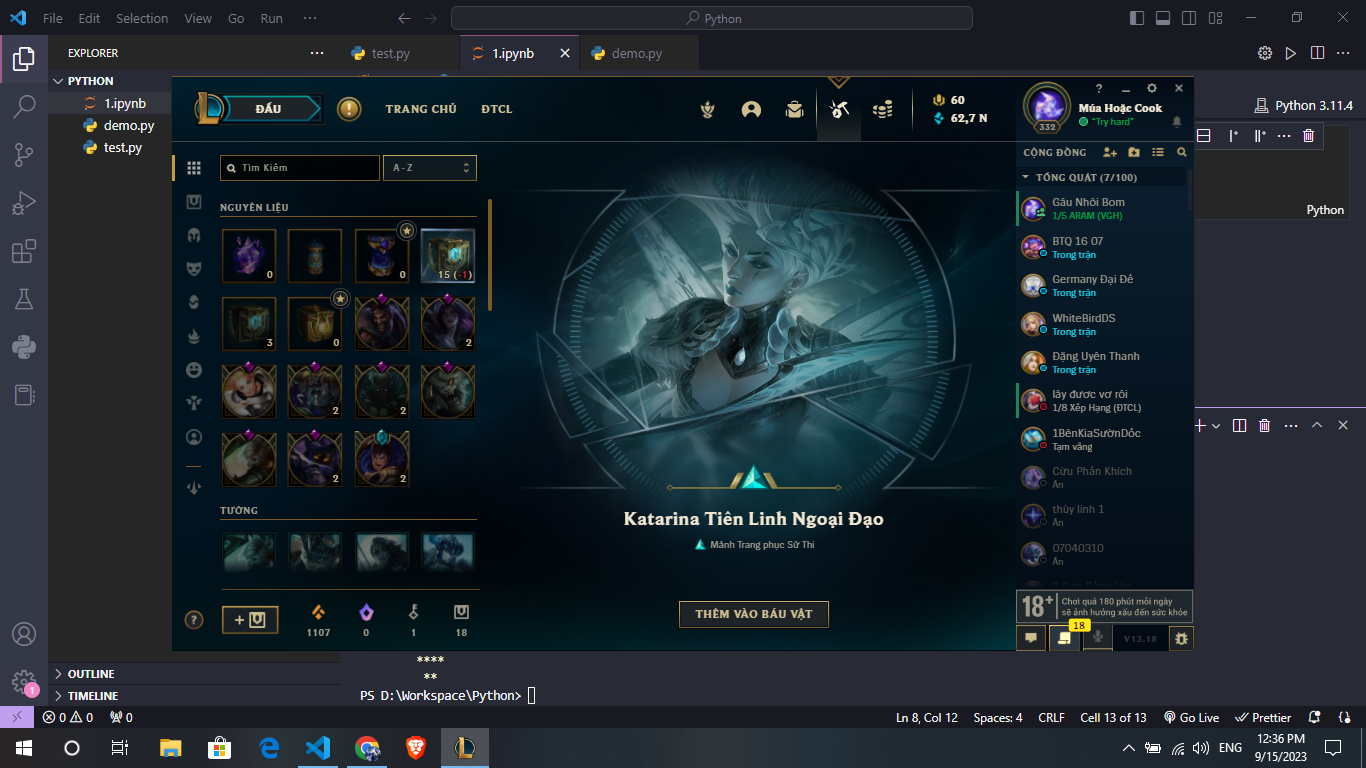 File Edit Selection View Go Run ··· Python
EXPLORER ···
test.py 1.ipynb demo.py
PYTHON
1.ipynb
demo.py
test.py
Python 3.11.4
Python
ĐẤU
TRANG CHỦ ĐTCL
60
62,7 N
332
Múa Hoặc Cook
"Try hard"
Tìm Kiếm
A - Z
NGUYÊN LIỆU
0
0
15 (-1)
3
0
2
2
2
2
2
TƯỚNG
1107
0
1
18
Katarina Tiên Linh Ngoại Đạo
Mảnh Trang phục Sử Thi
THÊM VÀO BÁU VẬT
CỘNG ĐỒNG
TỔNG QUÁT (7/100)
Gâu Nhôi Bom
1/5 ARAM (VGH)
BTQ 16 07
Trong trận
Germany Đại Đế
Trong trận
WhiteBirdDS
Trong trận
Đặng Uyên Thanh
Trong trận
lây được vơ rôi
1/8 Xếp Hạng (ĐTCL)
1BênKiaSườnDốc
Tạm vắng
Cừu Phản Khích
Ẩn
thùy linh 1
Ẩn
07040310
Ẩn
18+
Chơi quá 180 phút mỗi ngày
sẽ ảnh hưởng xấu đến sức khỏe
18
V13.18
OUTLINE
TIMELINE
****
**
PS D:\Workspace\Python>
1
0 0 0
Ln 8, Col 12 Spaces: 4 CRLF Cell 13 of 13 Go Live Prettier
ENG
12:36 PM
9/15/2023